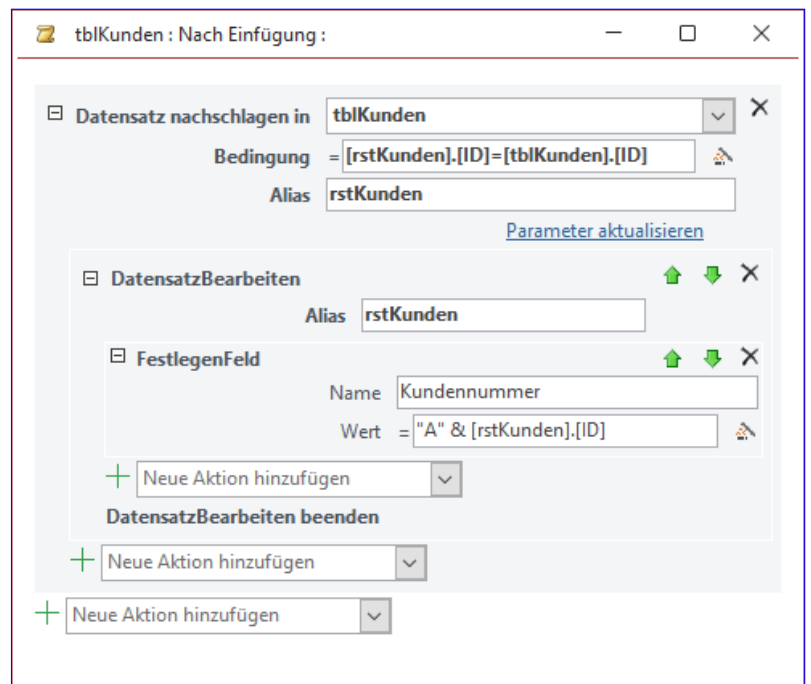 tblKunden : Nach Einfügung :
Datensatz nachschlagen in tblKunden
Bedingung = [rstKunden].[ID]=[tblKunden].[ID]
Alias rstKunden
Parameter aktualisieren
DatensatzBearbeiten
Alias rstKunden
FestlegenFeld
Name Kundennummer
Wert = "A" & [rstKunden].[ID]
Neue Aktion hinzufügen
DatensatzBearbeiten beenden
Neue Aktion hinzufügen
Neue Aktion hinzufügen